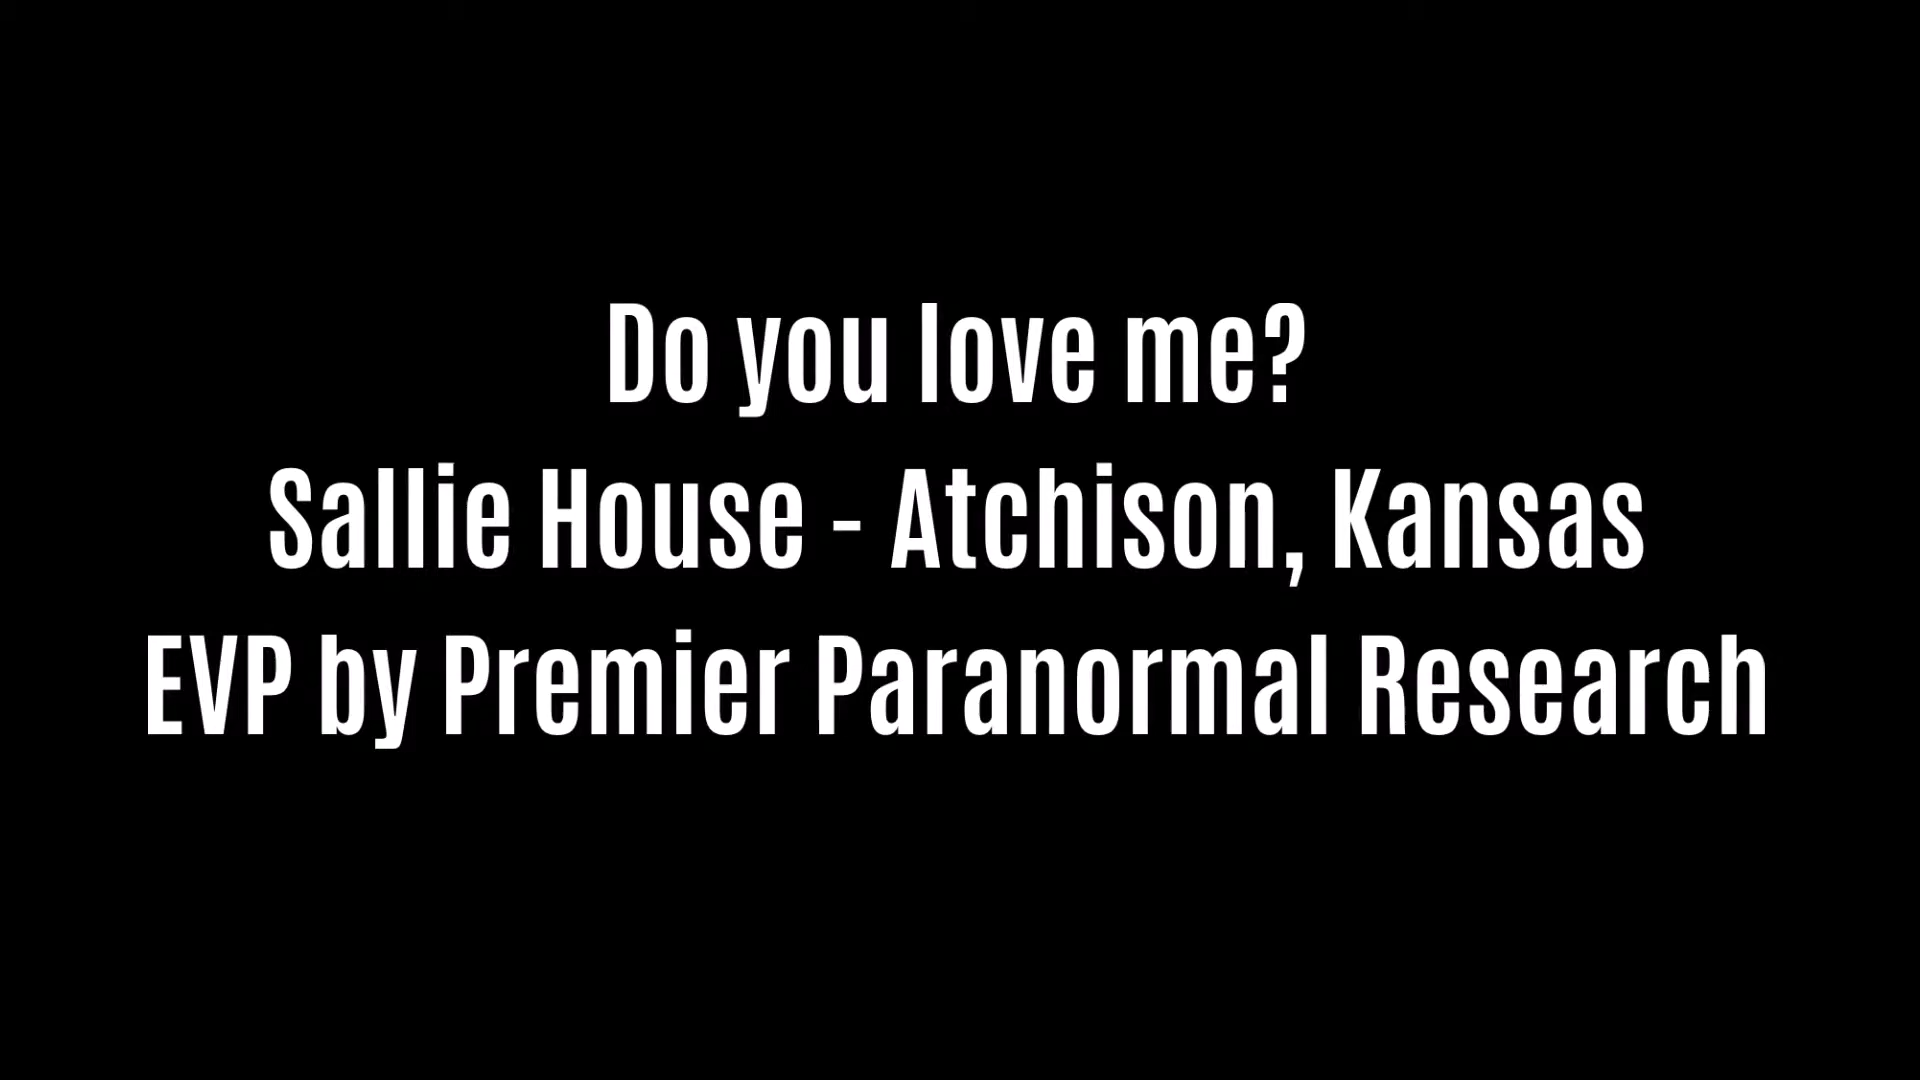 Do you love me?
Sallie House - Atchison, Kansas
EVP by Premier Paranormal Research